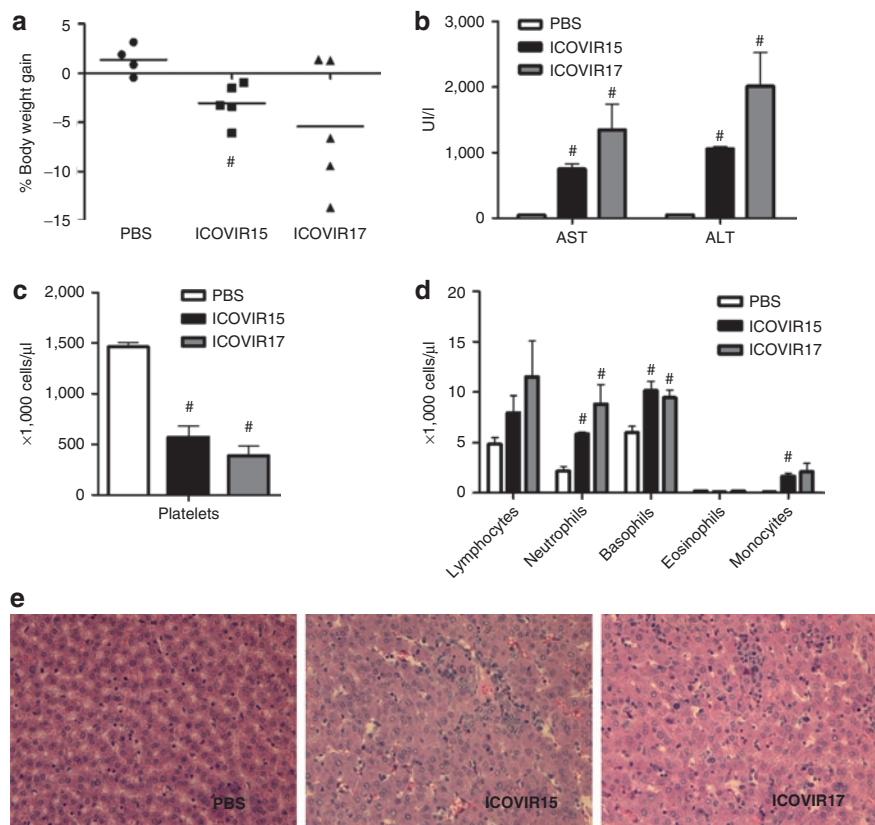 a
5
0
−5
−10
−15
% Body weight gain
#
PBS
ICOVIR15
ICOVIR17
b
3,000
2,000
1,000
0
UI/l
PBS
ICOVIR15
ICOVIR17
#
#
#
#
AST
ALT
c
2,000
1,500
1,000
500
0
×1,000 cells/μl
PBS
ICOVIR15
ICOVIR17
#
#
Platelets
d
20
15
10
5
0
×1,000 cells/μl
PBS
ICOVIR15
ICOVIR17
#
#
#
#
#
Lymphocytes
Neutrophils
Basophils
Eosinophils
Monocyites
e
PBS
ICOVIR15
ICOVIR17